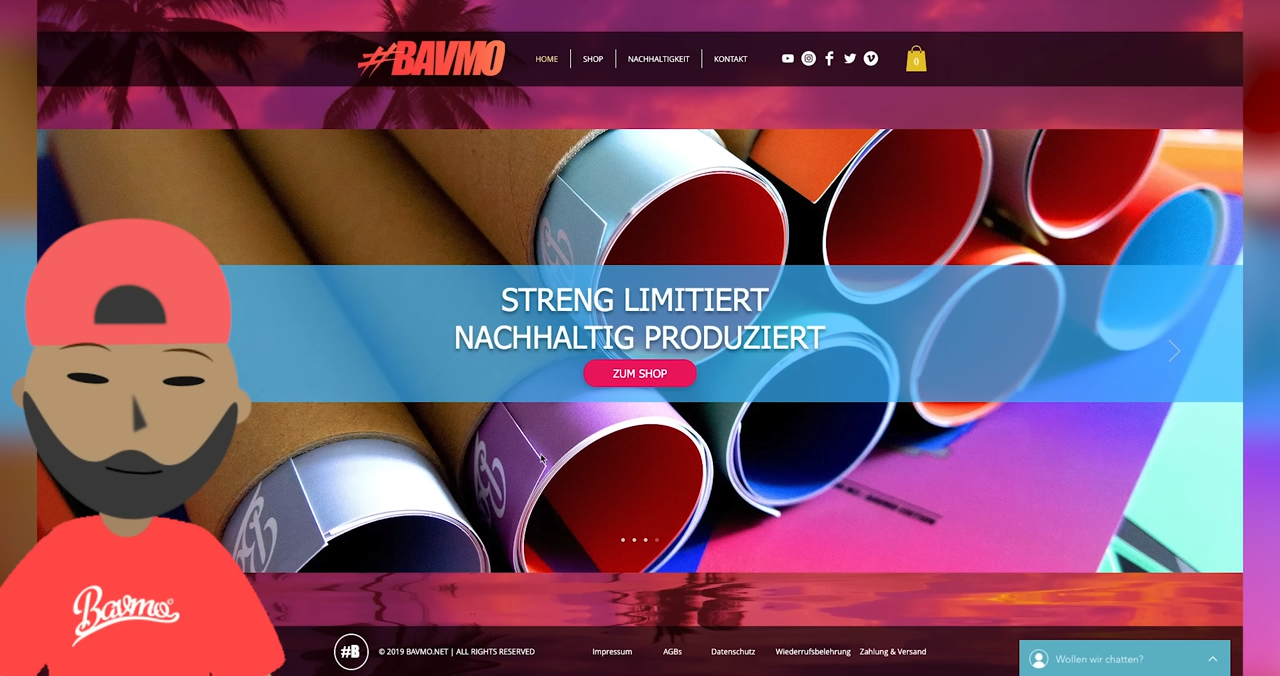 #BAVMO
HOME
SHOP
NACHHALTIGKEIT
KONTAKT
0
STRENG LIMITIERT
NACHHALTIG PRODUZIERT
ZUM SHOP
Bavmo
#B
© 2019 BAVMO.NET | ALL RIGHTS RESERVED
Impressum
AGBs
Datenschutz
Wiederrufsbelehrung
Zahlung & Versand
Wollen wir chatten?